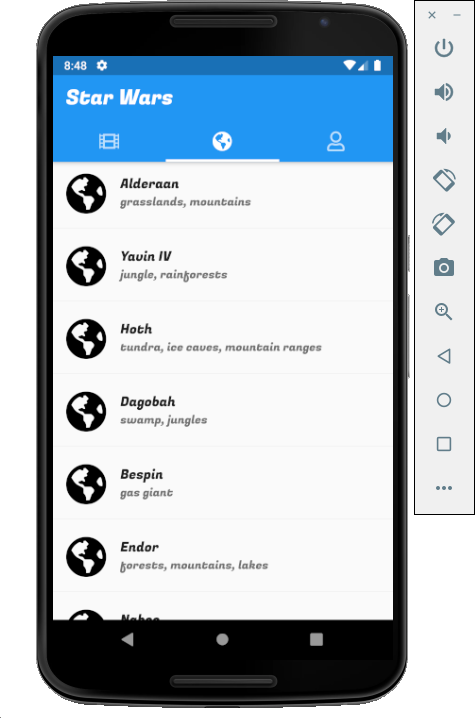 8:48
Star Wars
Alderaan
grasslands, mountains
Yavin IV
jungle, rainforests
Hoth
tundra, ice caves, mountain ranges
Dagobah
swamp, jungles
Bespin
gas giant
Endor
forests, mountains, lakes